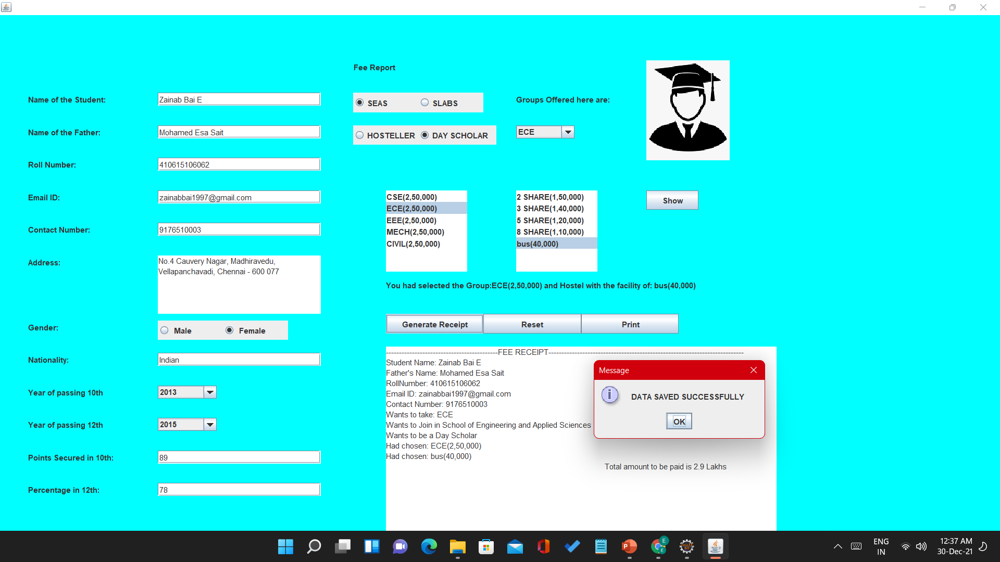 Fee Report
Name of the Student:
Zainab Bai E
SEAS
SLABS
Groups Offered here are:
Name of the Father:
Mohamed Esa Sait
HOSTELLER
DAY SCHOLAR
ECE
Roll Number:
410615106062
Email ID:
zainabbai1997@gmail.com
CSE(2,50,000)
ECE(2,50,000)
EEE(2,50,000)
MECH(2,50,000)
CIVIL(2,50,000)
2 SHARE(1,50,000)
3 SHARE(1,40,000)
5 SHARE(1,20,000)
8 SHARE(1,10,000)
bus(40,000)
Show
Contact Number:
9176510003
Address:
No.4 Cauvery Nagar, Madhiravedu,
Vellapanchavadi, Chennai - 600 077
You had selected the Group:ECE(2,50,000) and Hostel with the facility of: bus(40,000)
Gender:
Male
Female
Generate Receipt
Reset
Print
Nationality:
Indian
Year of passing 10th
2013
Year of passing 12th
2015
Points Secured in 10th:
89
Percentage in 12th:
78
-------------------------------------------FEE RECEIPT---------------------------------------------------------------------------
Student Name: Zainab Bai E
Father's Name: Mohamed Esa Sait
RollNumber: 410615106062
Email ID: zainabbai1997@gmail.com
Contact Number: 9176510003
Wants to take: ECE
Wants to Join in School of Engineering and Applied Sciences
Wants to be a Day Scholar
Had chosen: ECE(2,50,000)
Had chosen: bus(40,000)
Total amount to be paid is 2.9 Lakhs
Message
DATA SAVED SUCCESSFULLY
OK
ENG
IN
12:37 AM
30-Dec-21